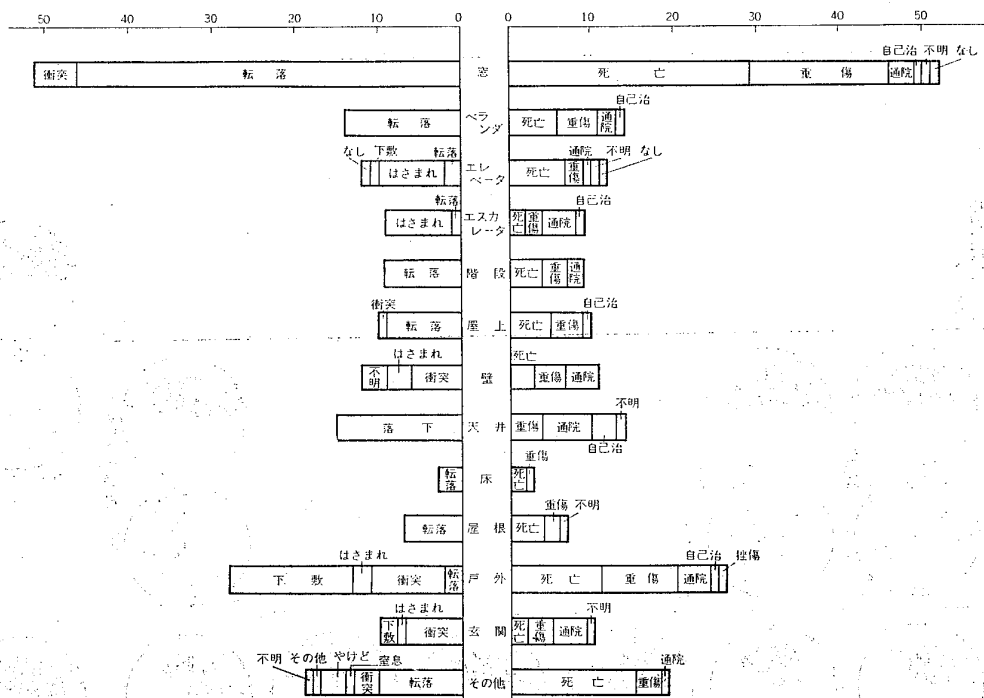 50 40 30 20 10 0 0 10 20 30 40 50
自己治 不明 なし
衝突 転落 窓 死亡 重傷 通院
自己治
転落 ベランダ 死亡 重傷 通院
なし 下敷 転落 通院 不明 なし
はさまれ エレベータ 死亡 重傷
転落 自己治
はさまれ エスカレータ 死亡 重傷 通院
転落 階段 死亡 重傷 通院
衝突 自己治
転落 屋上 死亡 重傷
はさまれ 死亡
不明 衝突 壁 重傷 通院
不明
落下 天井 重傷 通院
自己治
重傷
転落 床 死亡
重傷 不明
転落 屋根 死亡
はさまれ 自己治 挫傷
下敷 衝突 転落 戸外 死亡 重傷 通院
はさまれ 不明
下敷 衝突 玄関 死亡 重傷 通院
不明 その他 やけど 窒息 通院
衝突 転落 その他 死亡 重傷